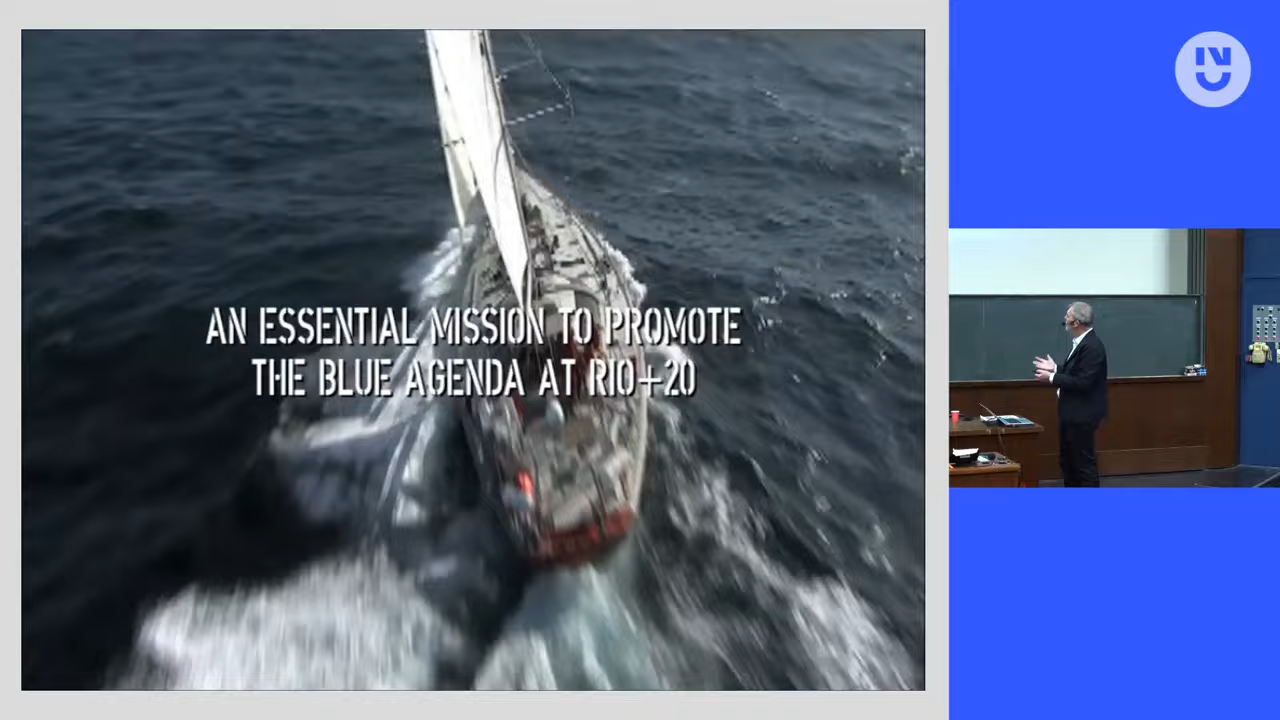 AN ESSENTIAL MISSION TO PROMOTE
THE BLUE AGENDA AT RIO+20